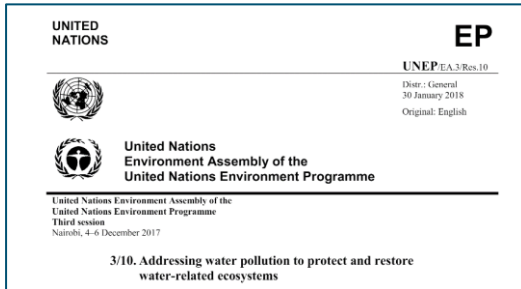 UNITED
NATIONS
EP
UNEP/EA.3/Res.10
Distr.: General
30 January 2018
Original: English
United Nations
Environment Assembly of the
United Nations Environment Programme
United Nations Environment Assembly of the
United Nations Environment Programme
Third session
Nairobi, 4–6 December 2017
3/10. Addressing water pollution to protect and restore
water-related ecosystems